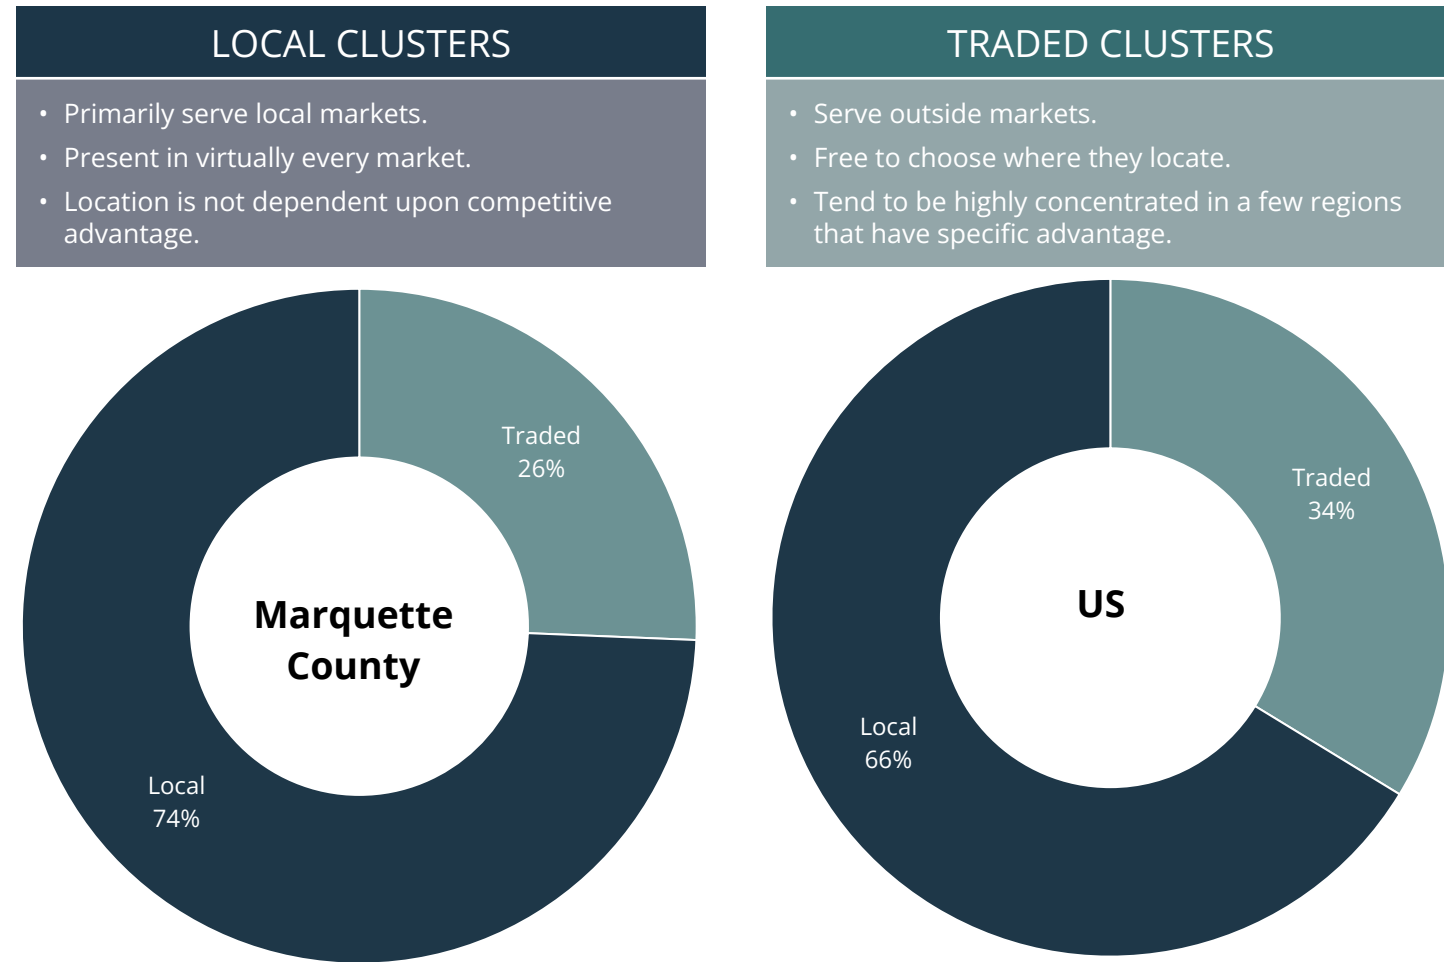 LOCAL CLUSTERS
• Primarily serve local markets.
• Present in virtually every market.
• Location is not dependent upon competitive
advantage.
TRADED CLUSTERS
• Serve outside markets.
• Free to choose where they locate.
• Tend to be highly concentrated in a few regions
that have specific advantage.
Traded
26%
Marquette
County
Local
74%
Traded
34%
US
Local
66%